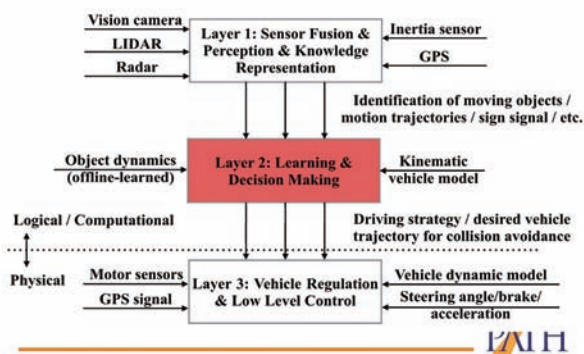 Vision camera
LIDAR
Radar
Layer 1: Sensor Fusion &
Perception & Knowledge
Representation
Inertia sensor
GPS
Identification of moving objects /
motion trajectories / sign signal / etc.
Object dynamics
(offline-learned)
Layer 2: Learning &
Decision Making
Kinematic
vehicle model
Logical / Computational
Driving strategy / desired vehicle
trajectory for collision avoidance
Physical
Motor sensors
GPS signal
Layer 3: Vehicle Regulation
& Low Level Control
Vehicle dynamic model
Steering angle/brake/
acceleration
PATH